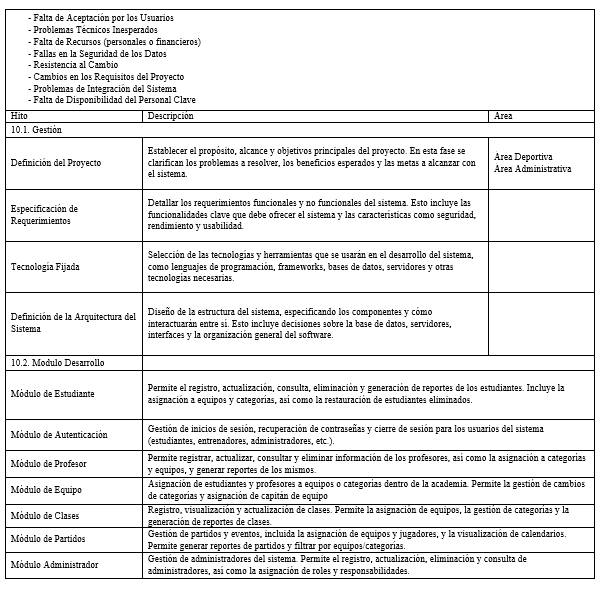 - Falta de Aceptación por los Usuarios
- Problemas Técnicos Inesperados
- Falta de Recursos (personales o financieros)
- Fallas en la Seguridad de los Datos
- Resistencia al Cambio
- Cambios en los Requisitos del Proyecto
- Problemas de Integración del Sistema
- Falta de Disponibilidad del Personal Clave
Hito Descripción Area
10.1. Gestión
Definición del Proyecto
Establecer el propósito, alcance y objetivos principales del proyecto. En esta fase se
clarifican los problemas a resolver, los beneficios esperados y las metas a alcanzar con
el sistema.
Area Deportiva
Area Administrativa
Especificación de
Requerimientos
Detallar los requerimientos funcionales y no funcionales del sistema. Esto incluye las
funcionalidades clave que debe ofrecer el sistema y las características como seguridad,
rendimiento y usabilidad.
Tecnología Fijada
Selección de las tecnologías y herramientas que se usarán en el desarrollo del sistema,
como lenguajes de programación, frameworks, bases de datos, servidores y otras
tecnologías necesarias.
Definición de la Arquitectura del
Sistema
Diseño de la estructura del sistema, especificando los componentes y cómo
interactuarán entre sí. Esto incluye decisiones sobre la base de datos, servidores,
interfaces y la organización general del software.
10.2. Modulo Desarrollo
Módulo de Estudiante
Permite el registro, actualización, consulta, eliminación y generación de reportes de los estudiantes. Incluye la
asignación a equipos y categorías, así como la restauración de estudiantes eliminados.
Módulo de Autenticación
Gestión de inicios de sesión, recuperación de contraseñas y cierre de sesión para los usuarios del sistema
(estudiantes, entrenadores, administradores, etc.).
Módulo de Profesor
Permite registrar, actualizar, consultar y eliminar información de los profesores, así como la asignación a categorías
y equipos, y generar reportes de los mismos.
Módulo de Equipo
Asignación de estudiantes y profesores a equipos o categorías dentro de la academia. Permite la gestión de cambios
de categorías y asignación de capitán de equipo
Módulo de Clases
Registro, visualización y actualización de clases. Permite la asignación de equipos, la gestión de categorías y la
generación de reportes de clases.
Módulo de Partidos
Gestión de partidos y eventos, incluida la asignación de equipos y jugadores, y la visualización de calendarios.
Permite generar reportes de partidos y filtrar por equipos/categorías.
Módulo Administrador
Gestión de administradores del sistema. Permite el registro, actualización, eliminación y consulta de
administradores, así como la asignación de roles y responsabilidades.